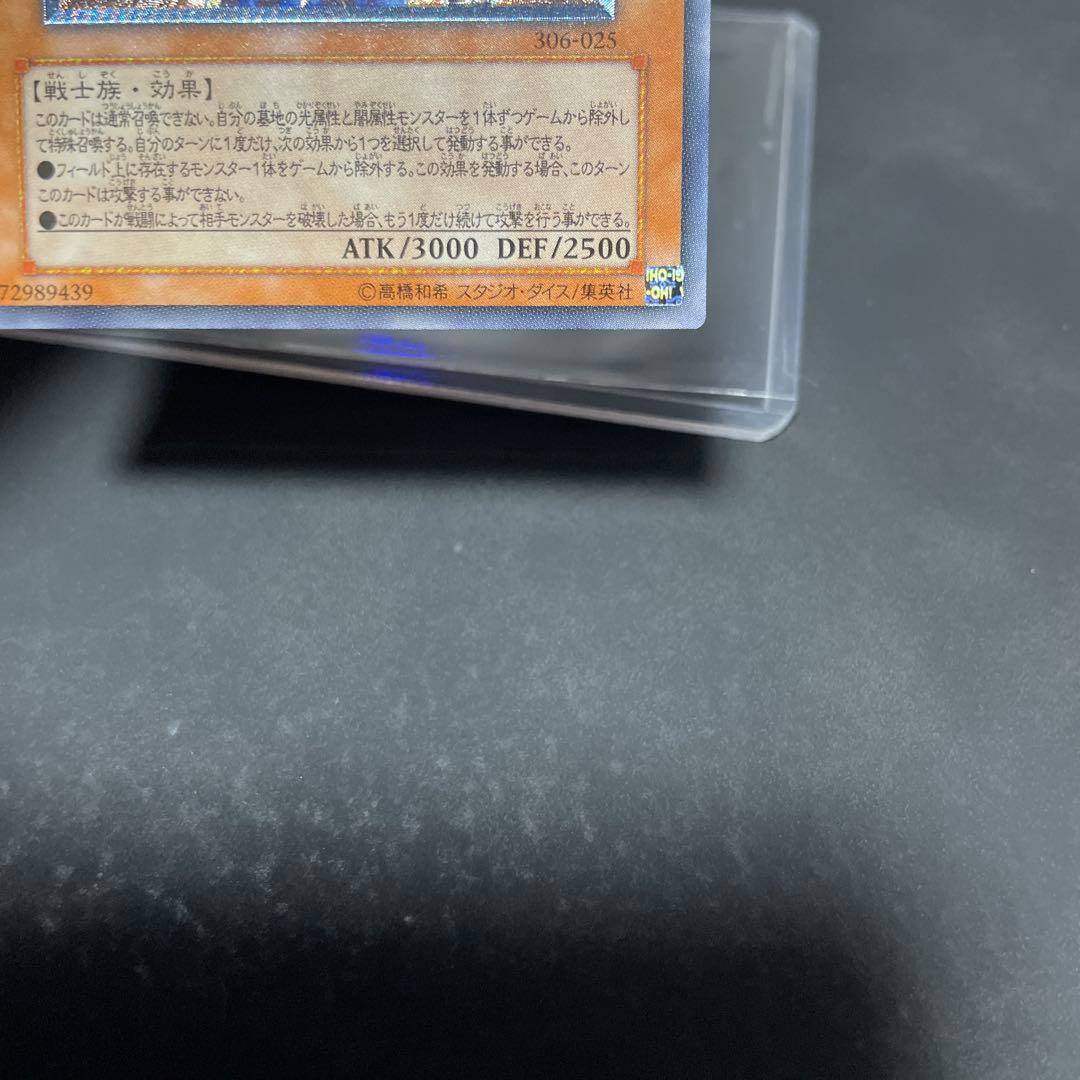 306-025
【戦士族・効果】
このカードは通常召喚できない。自分の墓地の光属性と闇属性モンスターを1体ずつゲームから除外し
て特殊召喚する。自分のターンに1度だけ、次の効果から1つを選択して発動する事ができる。
●フィールド上に存在するモンスター1体をゲームから除外する。この効果を発動する場合、このターン
このカードは攻撃する事ができない。
●このカードが戦闘によって相手モンスターを破壊した場合、もう1度だけ続けて攻撃を行う事ができる。
ATK/3000 DEF/2500
72989439 ©高橋和希 スタジオ・ダイス/集英社